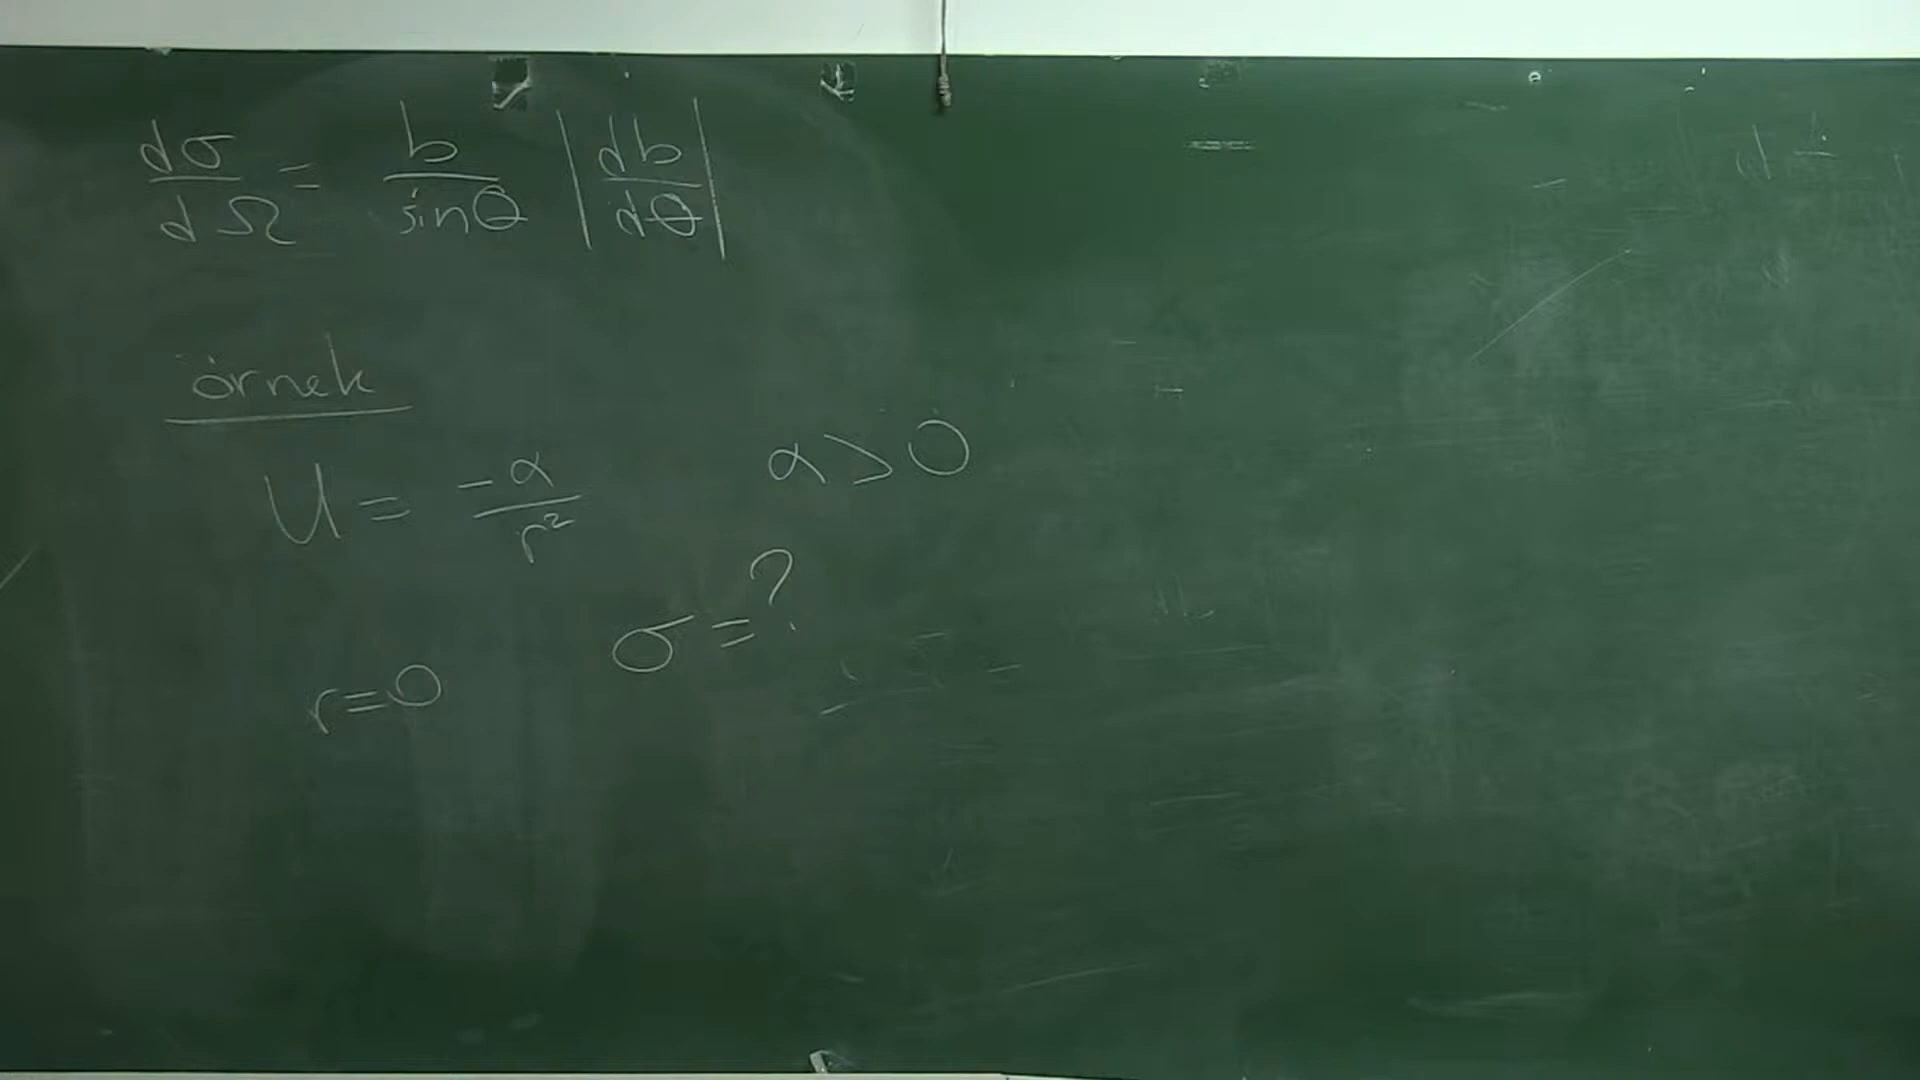 dσ/dΩ = b/sinθ |db/dθ|
örnek
U = -α/r² α > 0
σ = ?
r = 0